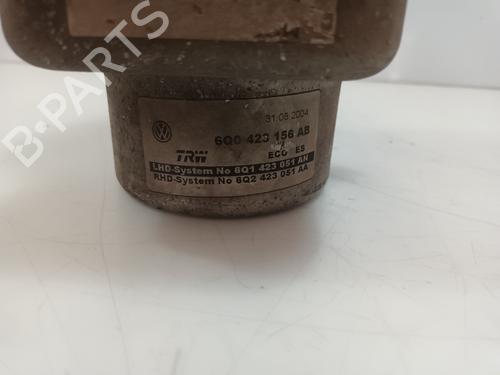 31.08.2004
6Q0 423 156 AB
TRW
ECO ES
LHD-System No 6Q1 423 051 AN
RHD-System No 6Q2 423 051 AA
B-PARTS